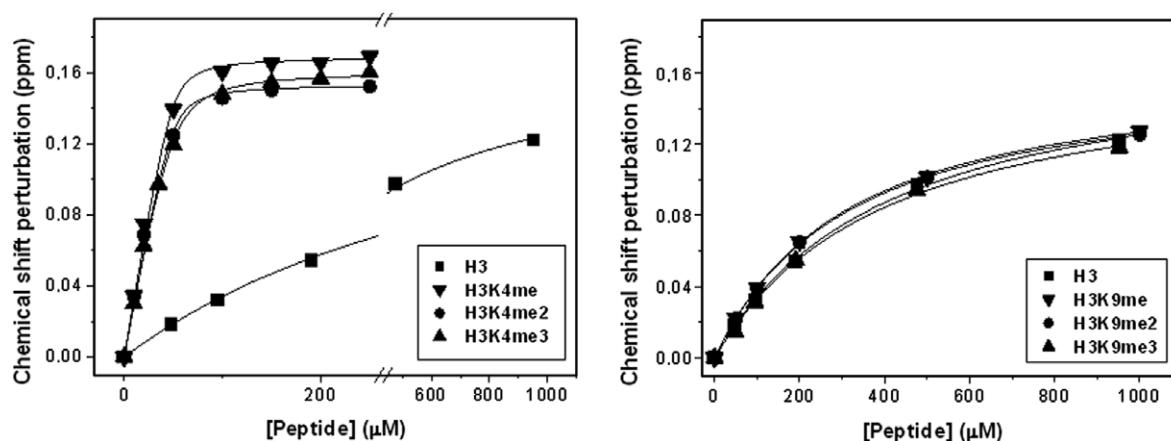 Chemical shift perturbation (ppm)
0.16
0.12
0.08
0.04
0.00
H3
H3K4me
H3K4me2
H3K4me3
0 200 400 600 800 1000
[Peptide] (µM)
Chemical shift perturbation (ppm)
0.16
0.12
0.08
0.04
0.00
H3
H3K9me
H3K9me2
H3K9me3
0 200 400 600 800 1000
[Peptide] (µM)